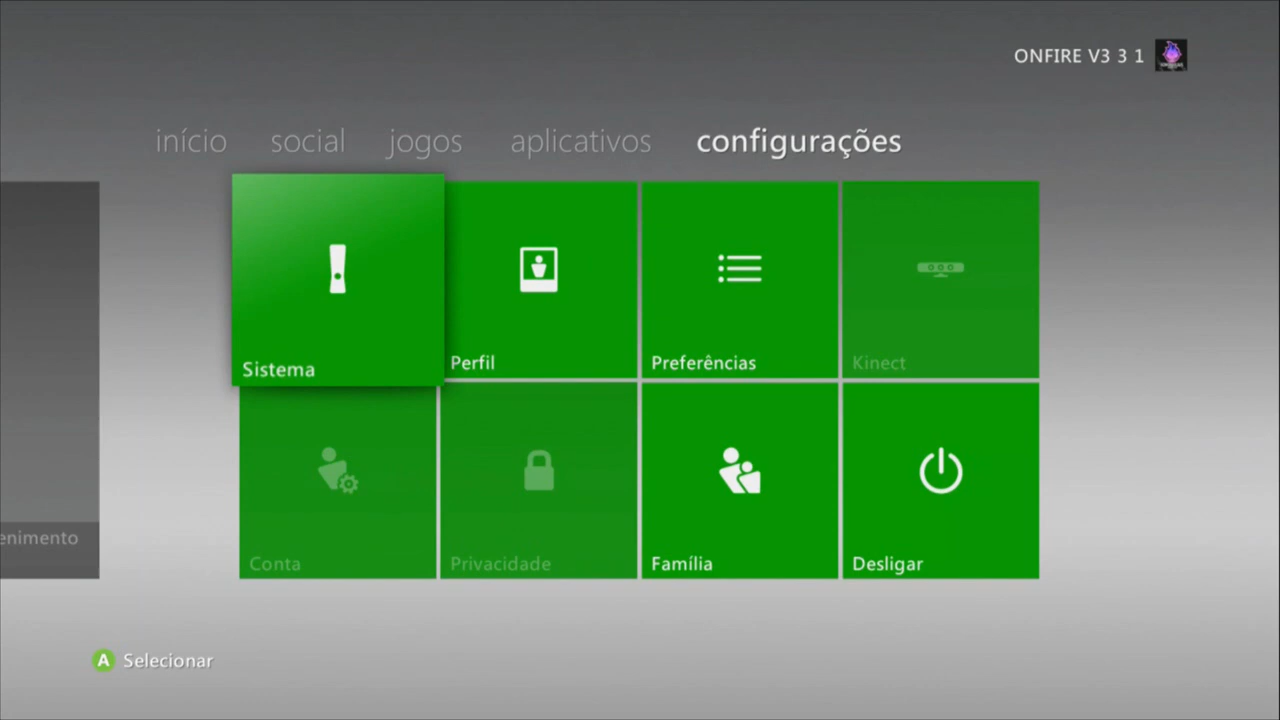 ONFIRE V3 3 1
início social jogos aplicativos configurações
Sistema
Perfil
Preferências
Kinect
enimento
Conta
Privacidade
Família
Desligar
A Selecionar